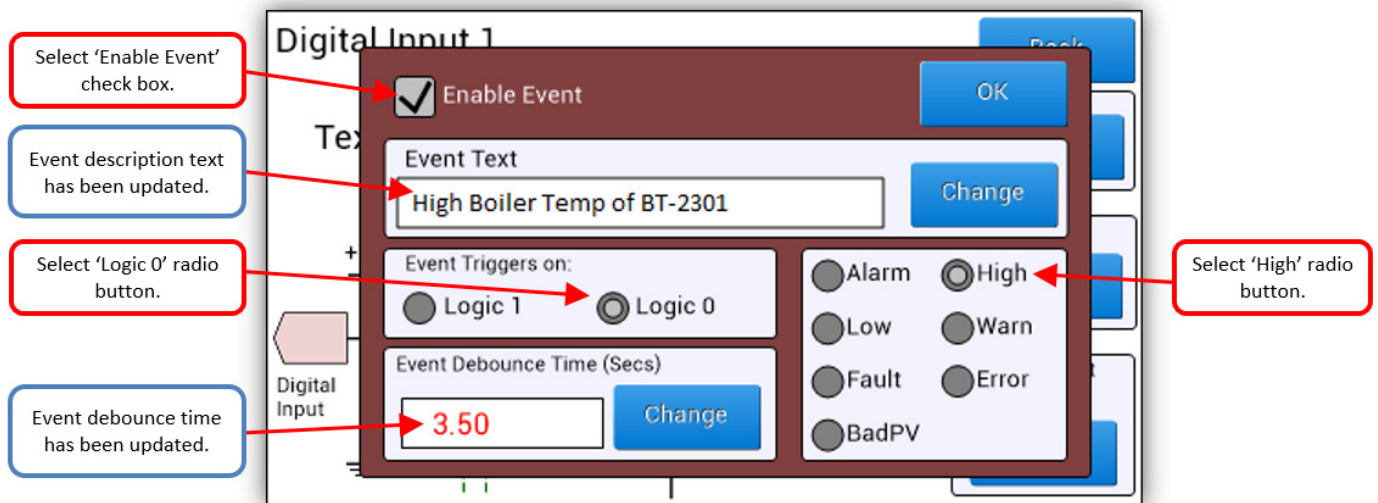 Select 'Enable Event'
check box.
Event description text
has been updated.
Select 'Logic 0' radio
button.
Event debounce time
has been updated.
Digital Input 1
Back
Enable Event
OK
Event Text
High Boiler Temp of BT-2301
Change
Event Triggers on:
Logic 1
Logic 0
Event Debounce Time (Secs)
3.50
Change
Alarm
High
Low
Warn
Fault
Error
BadPV
Digital
Input
+
Select 'High' radio
button.